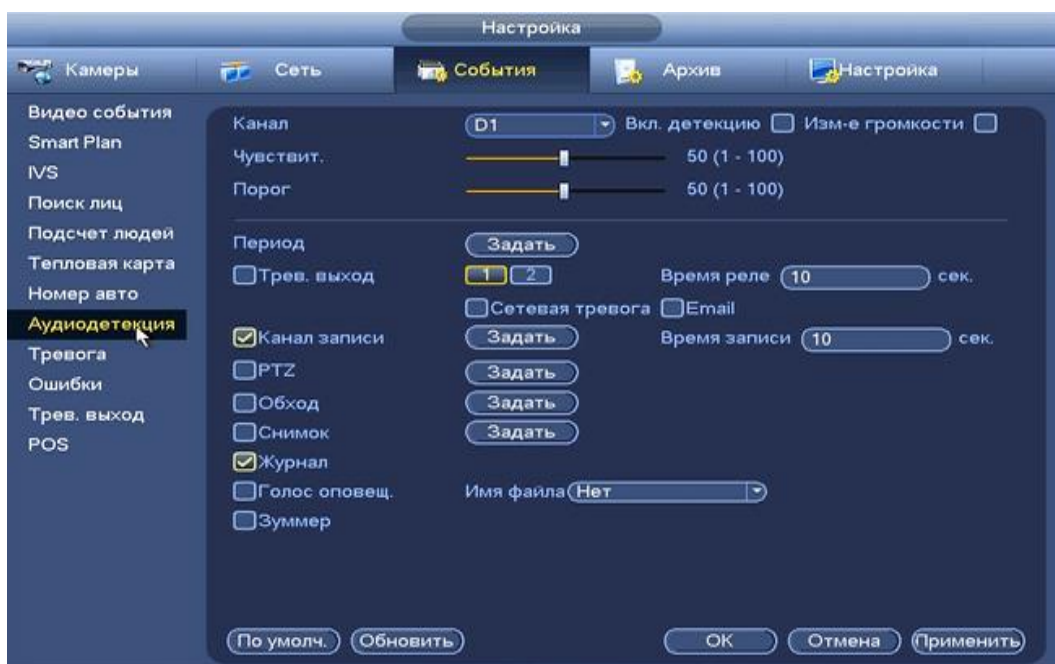 Настройка
Камеры Сеть События Архив Настройка
Видео события
Smart Plan
IVS
Поиск лиц
Подсчет людей
Тепловая карта
Номер авто
Аудиодетекция
Тревога
Ошибки
Трев. выход
POS
Канал D1 Вкл. детекцию Изм-е громкости
Чувствит. 50 (1 - 100)
Порог 50 (1 - 100)
Период Задать
Трев. выход 1 2 Время реле 10 сек.
Сетевая тревога Email
Канал записи Задать Время записи 10 сек.
PTZ Задать
Обход Задать
Снимок Задать
Журнал
Голос оповещ. Имя файла Нет
Зуммер
По умолч. Обновить OK Отмена Применить